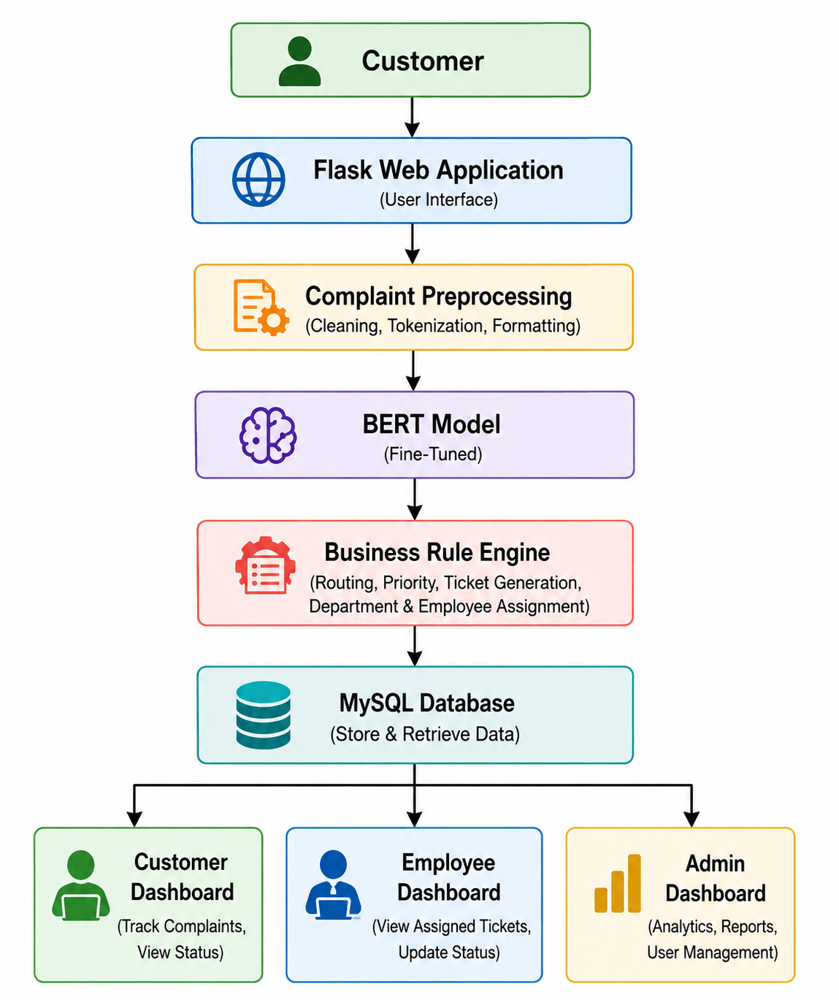 Customer
Flask Web Application
(User Interface)
Complaint Preprocessing
(Cleaning, Tokenization, Formatting)
BERT Model
(Fine-Tuned)
Business Rule Engine
(Routing, Priority, Ticket Generation,
Department & Employee Assignment)
MySQL Database
(Store & Retrieve Data)
Customer
Dashboard
(Track Complaints,
View Status)
Employee
Dashboard
(View Assigned Tickets,
Update Status)
Admin
Dashboard
(Analytics, Reports,
User Management)